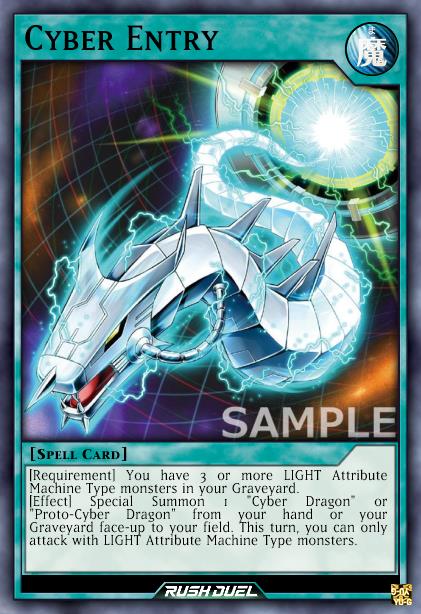 CYBER ENTRY
ま
魔
SAMPLE
[SPELL CARD]
[Requirement] You have 3 or more LIGHT Attribute
Machine Type monsters in your Graveyard.
[Effect] Special Summon 1 "Cyber Dragon" or
"Proto-Cyber Dragon" from your hand or your
Graveyard face-up to your field. This turn, you can only
attack with LIGHT Attribute Machine Type monsters.
RUSH DUEL